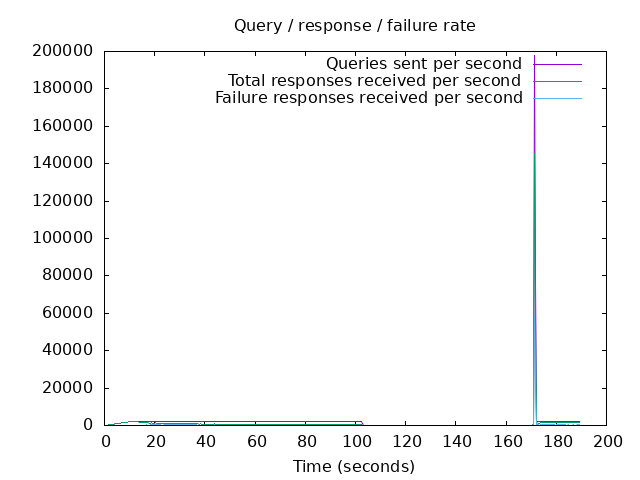 Query / response / failure rate
200000
180000
160000
140000
120000
100000
80000
60000
40000
20000
0
Queries sent per second
Total responses received per second
Failure responses received per second
0 20 40 60 80 100 120 140 160 180 200
Time (seconds)